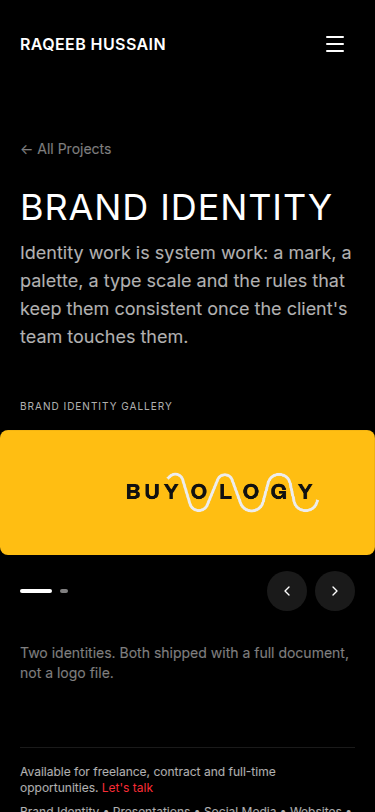 RAQEEB HUSSAIN
← All Projects
BRAND IDENTITY
Identity work is system work: a mark, a
palette, a type scale and the rules that
keep them consistent once the client's
team touches them.
BRAND IDENTITY GALLERY
BUYOLOGY
Two identities. Both shipped with a full document,
not a logo file.
Available for freelance, contract and full-time
opportunities. Let's talk
Brand Identity • Presentations • Social Media • Websites •